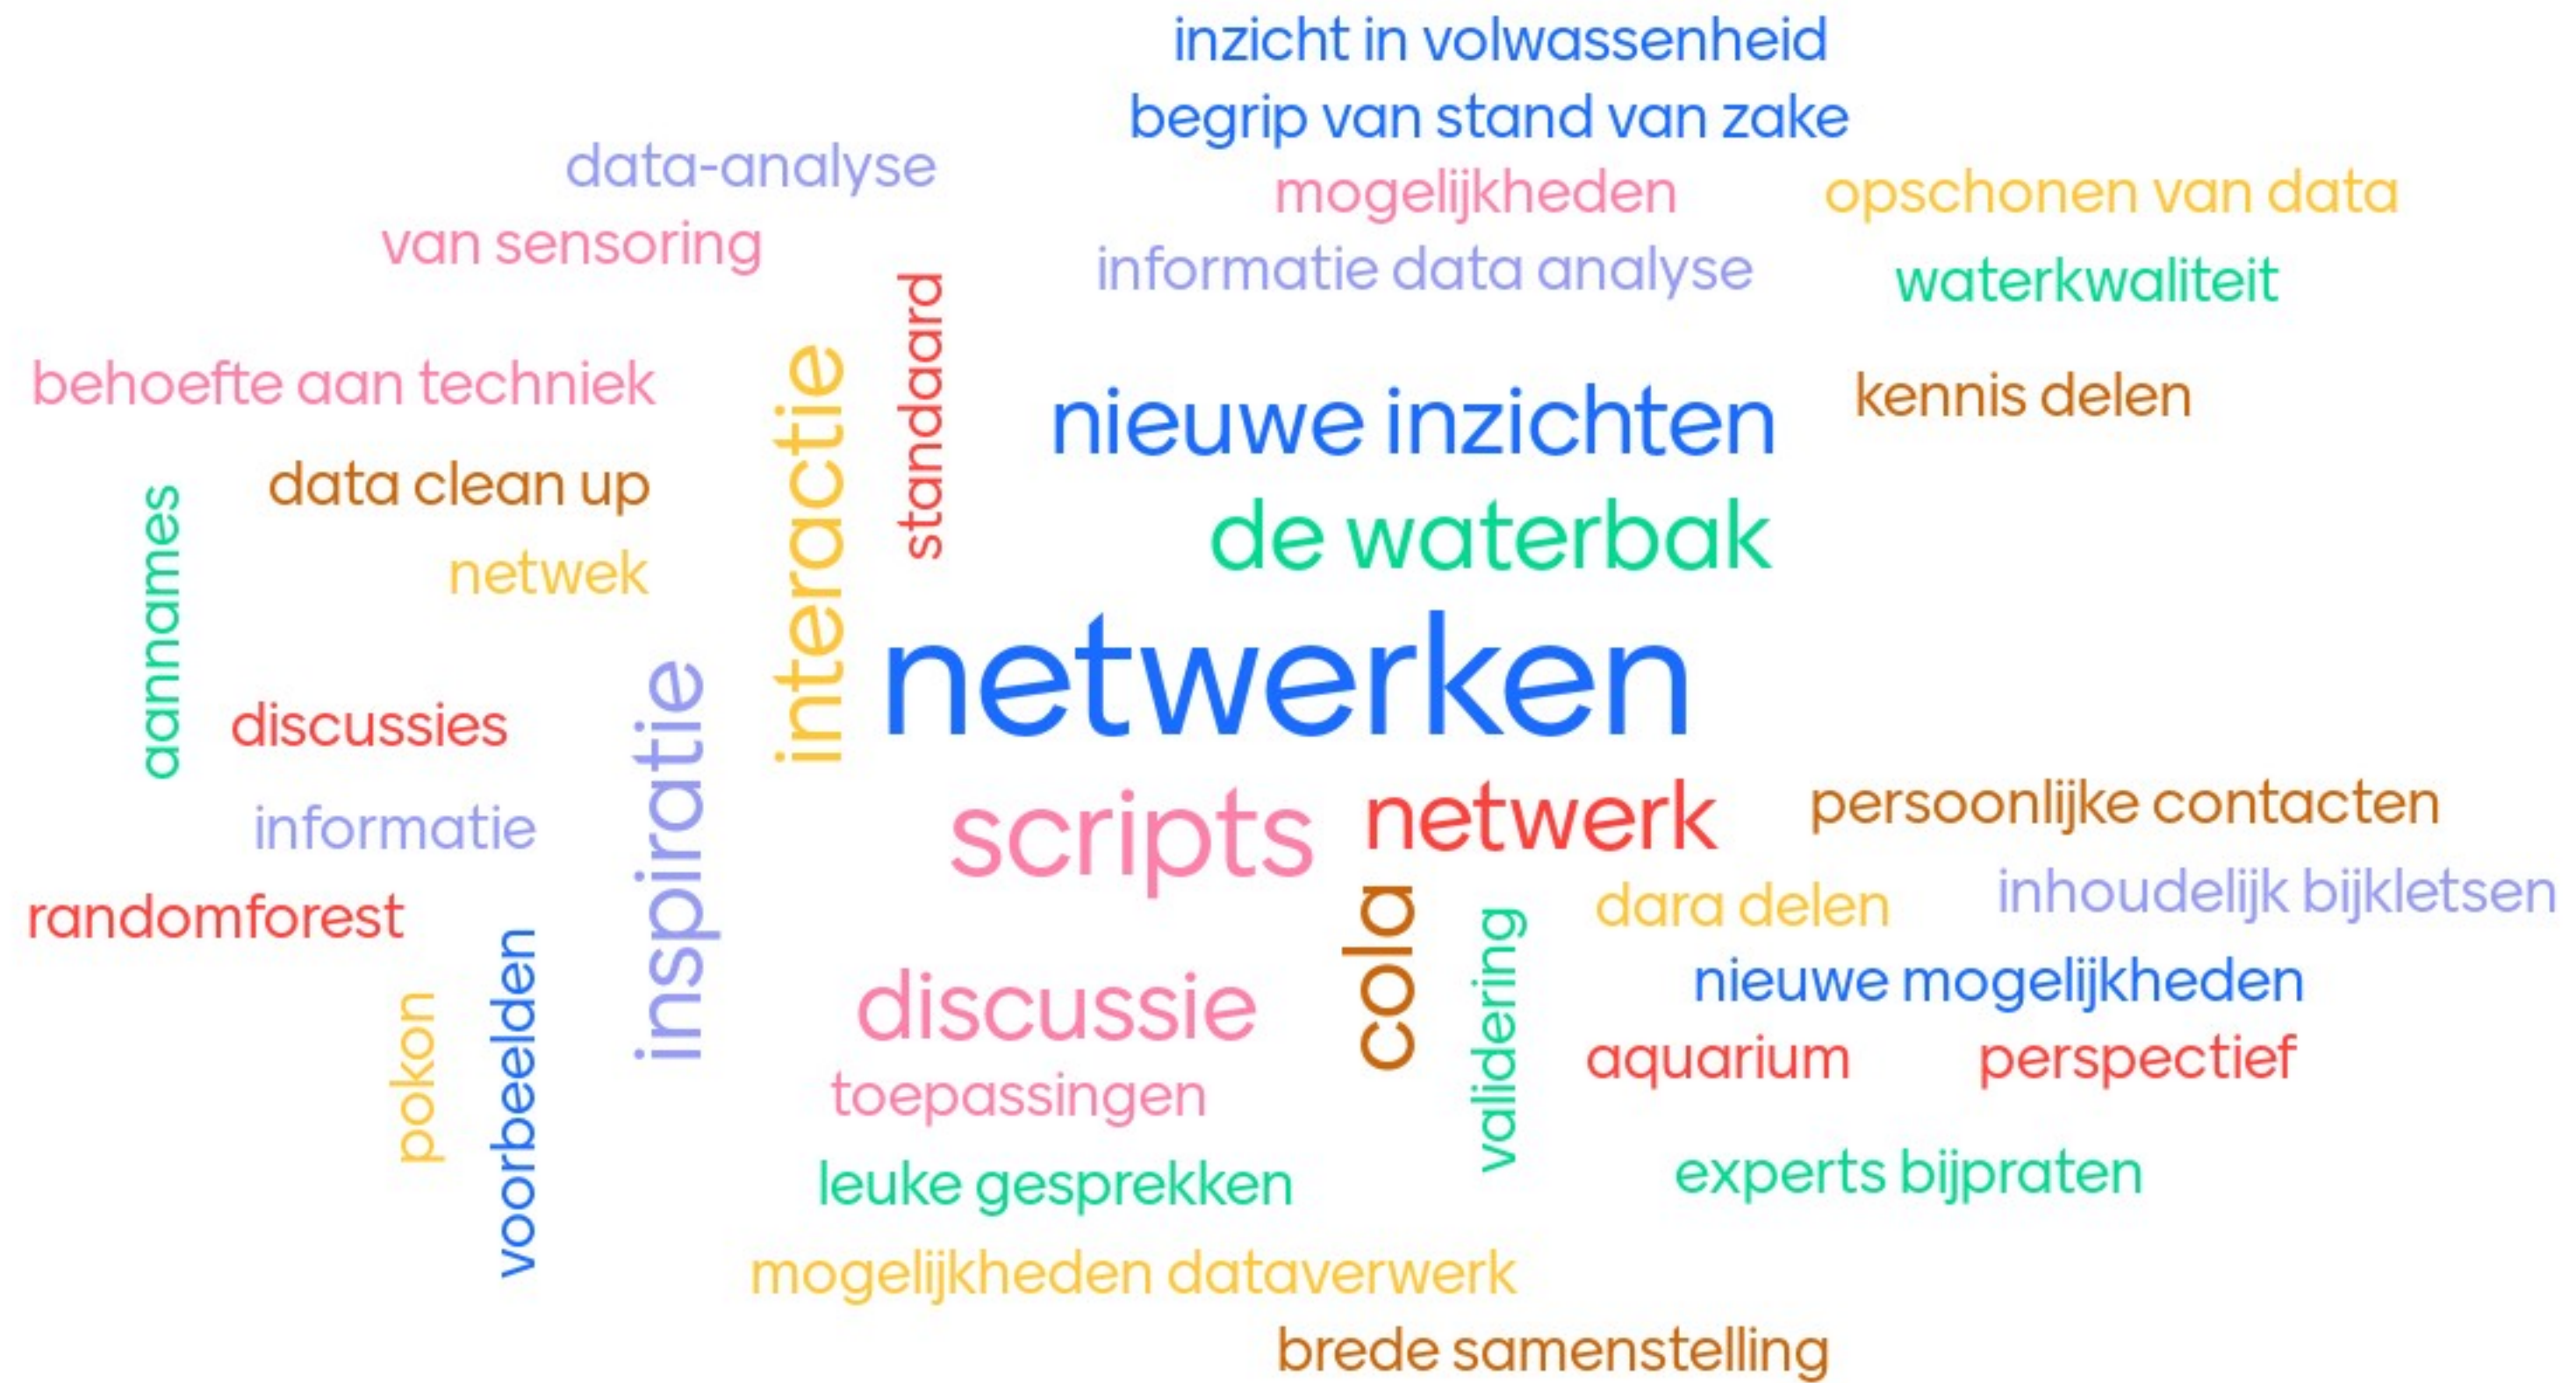 inzicht in volwassenheid
begrip van stand van zake
data-analyse
mogelijkheden
opschonen van data
van sensoring
informatie data analyse
waterkwaliteit
standaard
behoefte aan techniek
interactie
nieuwe inzichten
kennis delen
data clean up
aannames
de waterbak
netwek
netwerken
discussies
inspiratie
scripts
netwerk
persoonlijke contacten
informatie
cola
validering
dara delen
inhoudelijk bijkletsen
randomforest
voorbeelden
pokon
discussie
nieuwe mogelijkheden
aquarium
perspectief
toepassingen
leuke gesprekken
experts bijpraten
mogelijkheden dataverwerk
brede samenstelling